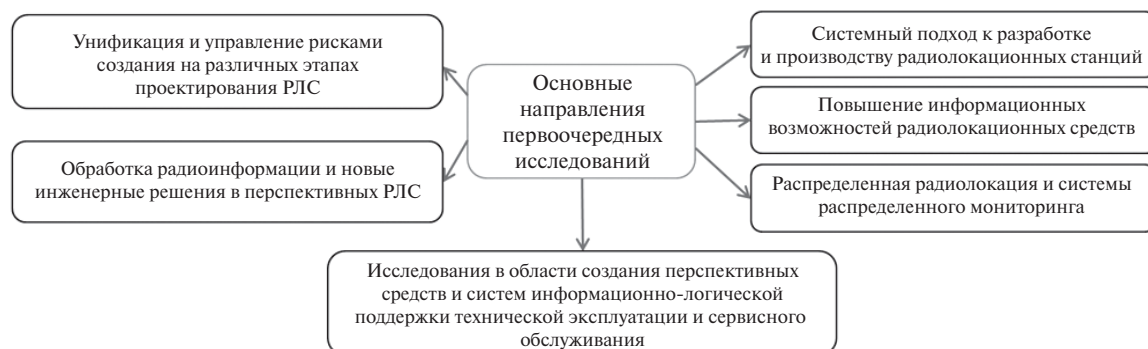 Унификация и управление рисками
создания на различных этапах
проектирования РЛС
Обработка радиоинформации и новые
инженерные решения в перспективных РЛС
Основные
направления
первоочередных
исследований
Системный подход к разработке
и производству радиолокационных станций
Повышение информационных
возможностей радиолокационных средств
Распределенная радиолокация и системы
распределенного мониторинга
Исследования в области создания перспективных
средств и систем информационно-логической
поддержки технической эксплуатации и сервисного
обслуживания